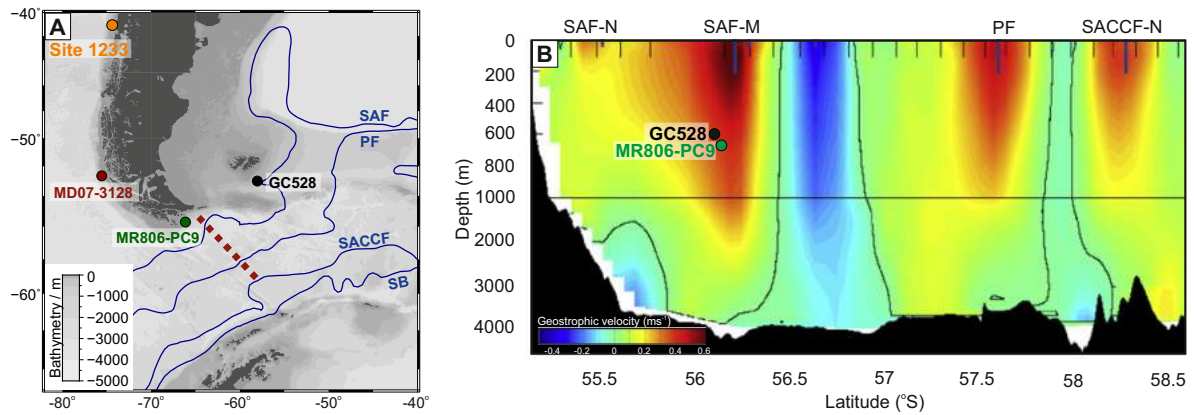 A
−40°
−50°
−60°
Site 1233
SAF
PF
GC528
MD07-3128
MR806-PC9
SACCF
SB
Bathymetry / m
0
−1000
−2000
−3000
−4000
−5000
−80° −70° −60° −50° −40°
SAF-N SAF-M PF SACCF-N
B
Depth (m)
0
200
400
600
800
1000
2000
3000
4000
GC528
MR806-PC9
Geostrophic velocity (ms⁻¹)
-0.4 -0.2 0 0.2 0.4 0.6
55.5 56 56.5 57 57.5 58 58.5
Latitude (°S)